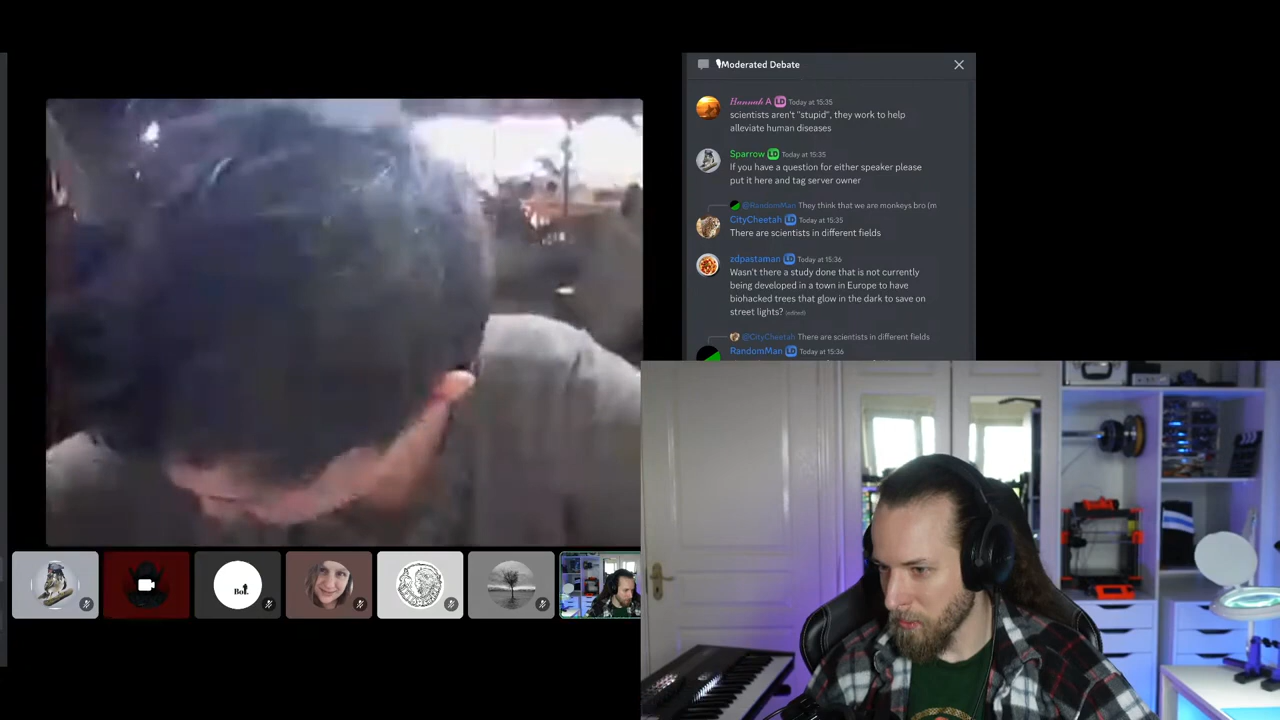 Moderated Debate
Hannah A LD Today at 15:35
scientists aren't "stupid", they work to help
alleviate human diseases
Sparrow LD Today at 15:35
If you have a question for either speaker please
put it here and tag server owner
@RandomMan They think that we are monkeys bro (m
CityCheetah LD Today at 15:35
There are scientists in different fields
zdpastaman LD Today at 15:36
Wasn't there a study done that is not currently
being developed in a town in Europe to have
biohacked trees that glow in the dark to save on
street lights? (edited)
@CityCheetah There are scientists in different fields
RandomMan LD Today at 15:36